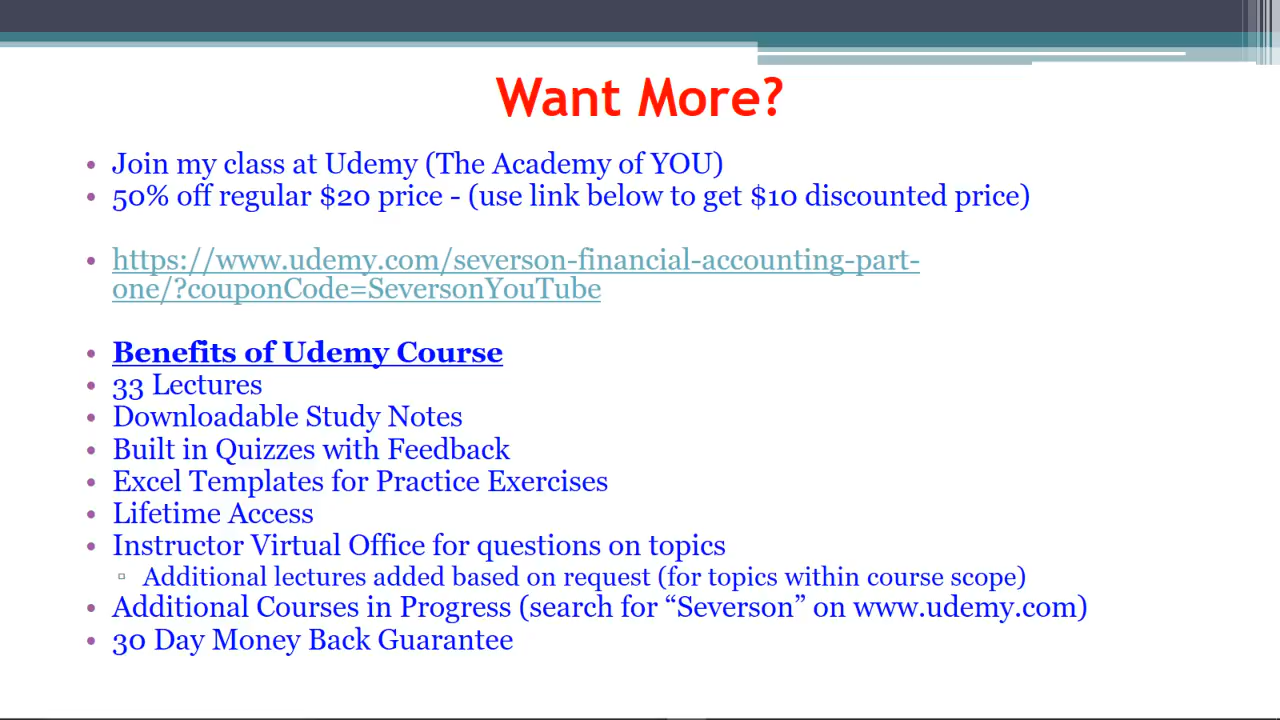 Want More?
• Join my class at Udemy (The Academy of YOU)
• 50% off regular $20 price - (use link below to get $10 discounted price)
• https://www.udemy.com/severson-financial-accounting-part-
one/?couponCode=SeversonYouTube
• Benefits of Udemy Course
• 33 Lectures
• Downloadable Study Notes
• Built in Quizzes with Feedback
• Excel Templates for Practice Exercises
• Lifetime Access
• Instructor Virtual Office for questions on topics
▫ Additional lectures added based on request (for topics within course scope)
• Additional Courses in Progress (search for “Severson” on www.udemy.com)
• 30 Day Money Back Guarantee